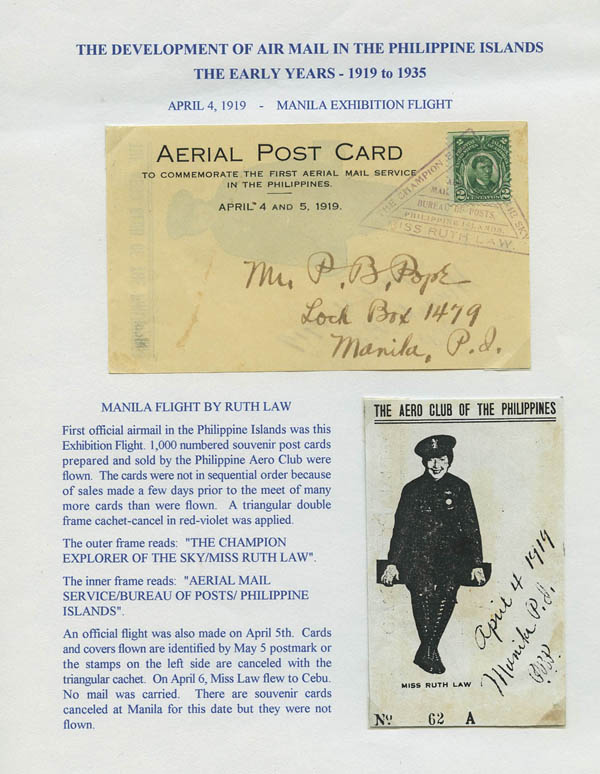 THE DEVELOPMENT OF AIR MAIL IN THE PHILIPPINE ISLANDS
THE EARLY YEARS - 1919 to 1935
APRIL 4, 1919 - MANILA EXHIBITION FLIGHT
AERIAL POST CARD
TO COMMEMORATE THE FIRST AERIAL MAIL SERVICE
IN THE PHILIPPINES.
APRIL 4 AND 5, 1919.
THE CHAMPION
SKY
MAIL
BUREAU OF POSTS.
PHILIPPINE ISLANDS.
MISS RUTH LAW.
2 CENTAVOS 2
Mr. P. B. Pope
Lock Box 1479
Manila, P.I.
MANILA FLIGHT BY RUTH LAW
First official airmail in the Philippine Islands was this
Exhibition Flight. 1,000 numbered souvenir post cards
prepared and sold by the Philippine Aero Club were
flown. The cards were not in sequential order because
of sales made a few days prior to the meet of many
more cards than were flown. A triangular double
frame cachet-cancel in red-violet was applied.
The outer frame reads: "THE CHAMPION
EXPLORER OF THE SKY/MISS RUTH LAW".
The inner frame reads: "AERIAL MAIL
SERVICE/BUREAU OF POSTS/ PHILIPPINE
ISLANDS".
An official flight was also made on April 5th. Cards
and covers flown are identified by May 5 postmark or
the stamps on the left side are canceled with the
triangular cachet. On April 6, Miss Law flew to Cebu.
No mail was carried. There are souvenir cards
canceled at Manila for this date but they were not
flown.
THE AERO CLUB OF THE PHILIPPINES
April 4 1919
Manila P.I.
PBP.
MISS RUTH LAW
No 62 A